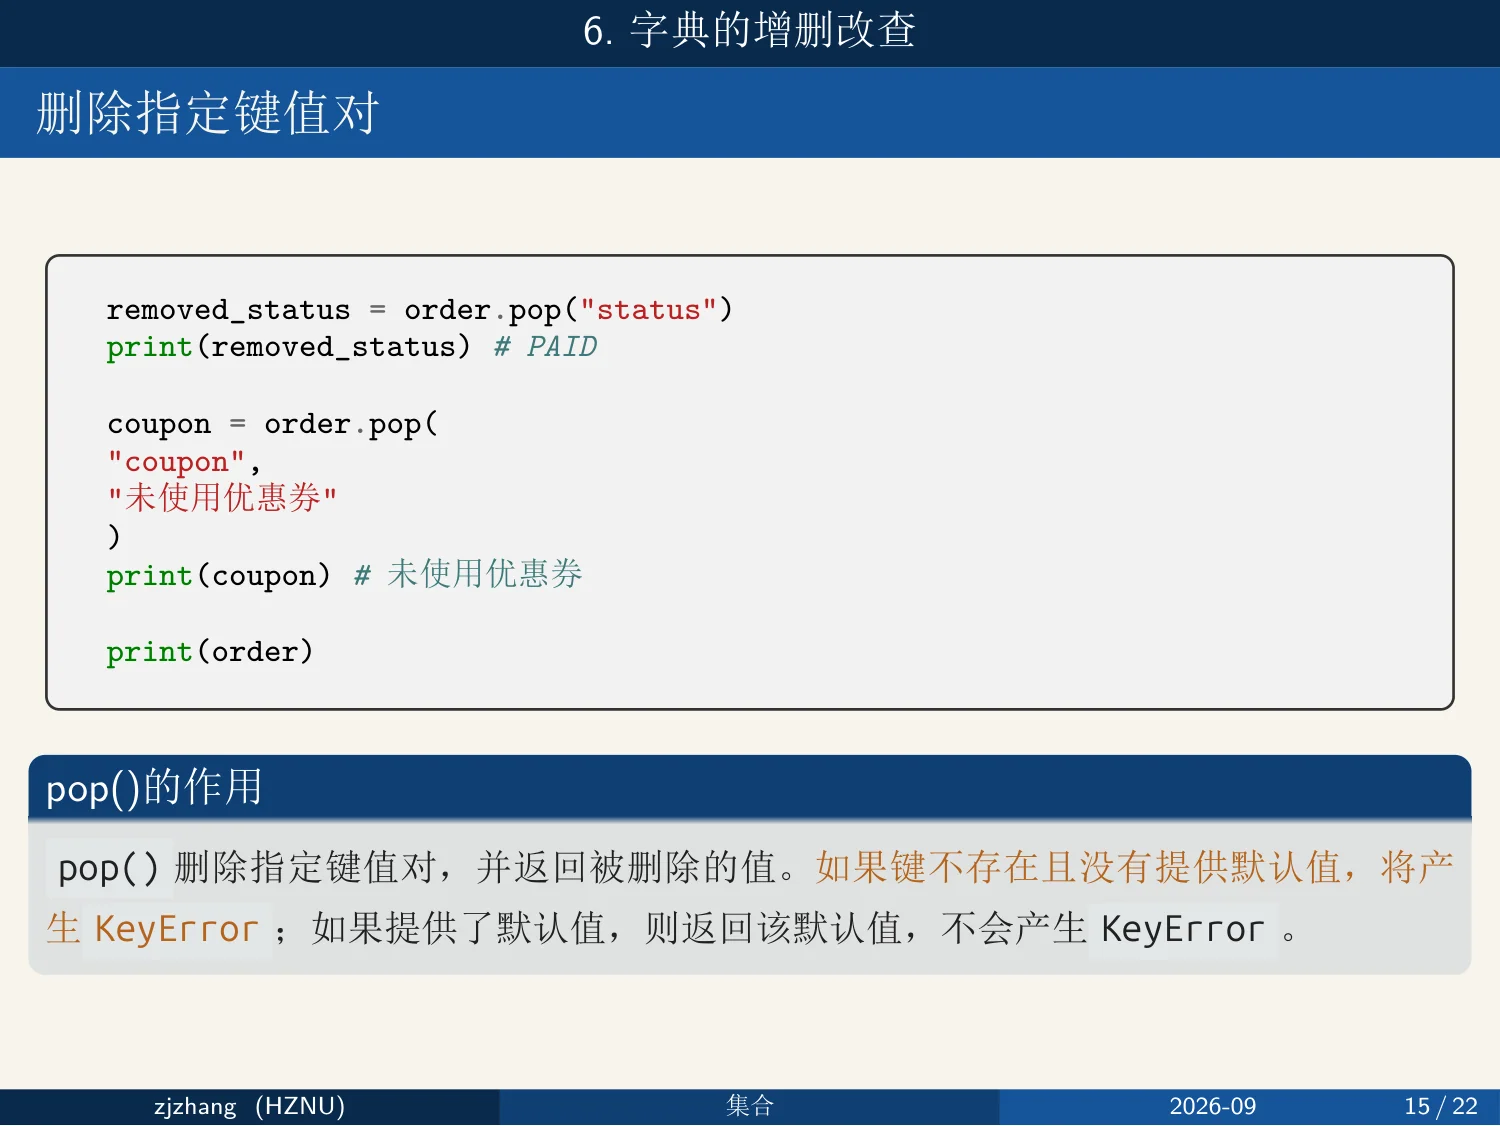 6. 字典的增删改查
删除指定键值对
removed_status = order.pop("status")
print(removed_status) # PAID
coupon = order.pop(
"coupon",
"未使用优惠券"
)
print(coupon) # 未使用优惠券
print(order)
pop()的作用
pop() 删除指定键值对，并返回被删除的值。如果键不存在且没有提供默认值，将产
生 KeyError ；如果提供了默认值，则返回该默认值，不会产生 KeyError 。
zjzhang (HZNU) 集合 2026-09 15 / 22